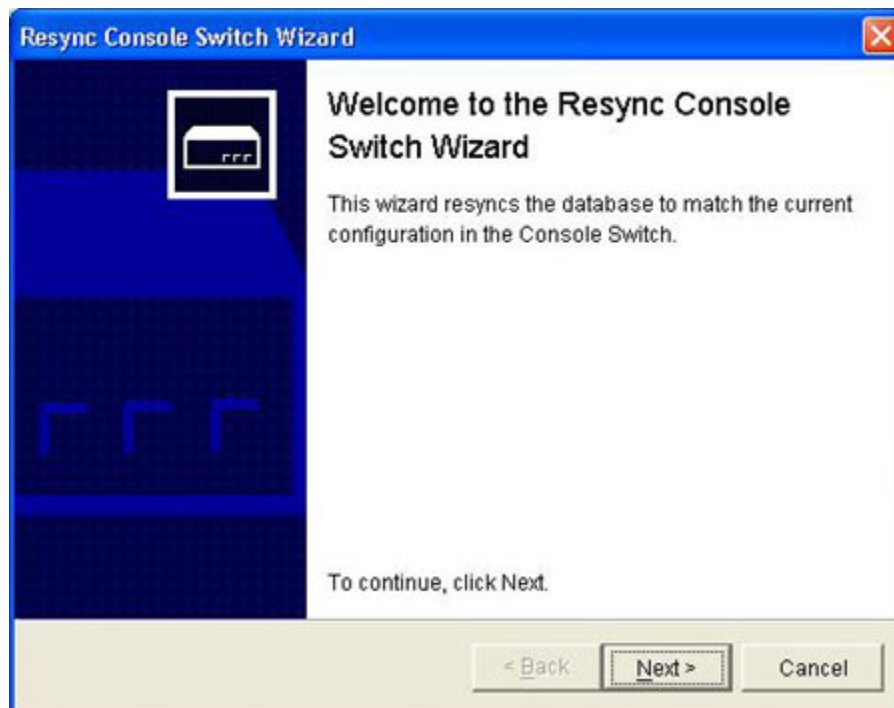 Resync Console Switch Wizard
Welcome to the Resync Console
Switch Wizard
This wizard resyncs the database to match the current
configuration in the Console Switch.
To continue, click Next.
< Back
Next >
Cancel